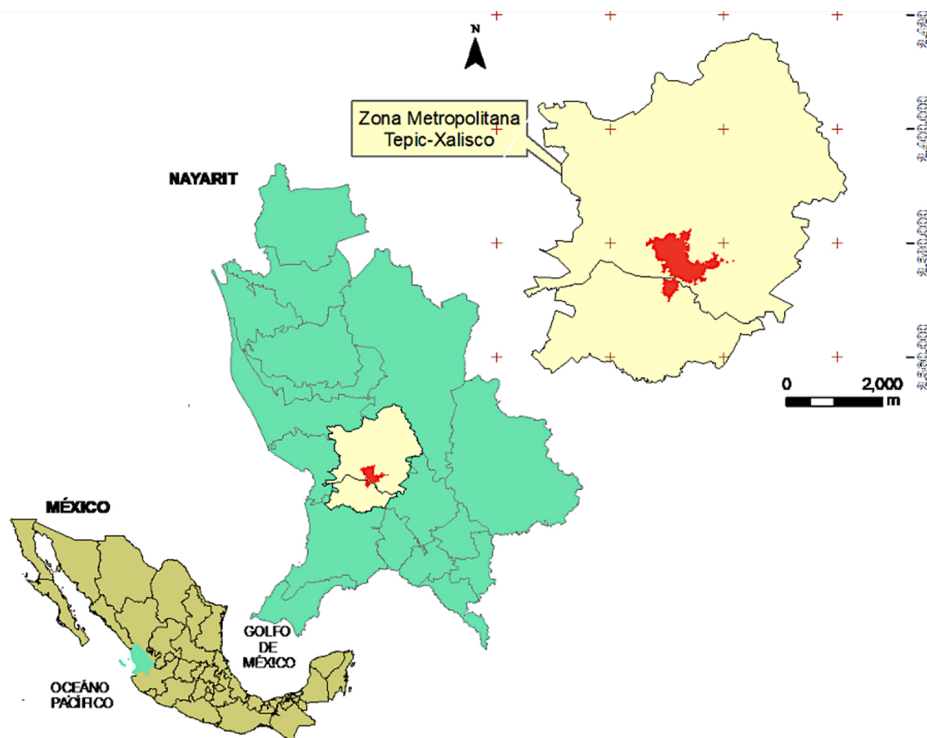 N
Zona Metropolitana
Tepic-Xalisco
NAYARIT
0 2,000
m
MÉXICO
GOLFO
DE
MÉXICO
OCEÁNO
PACÍFICO